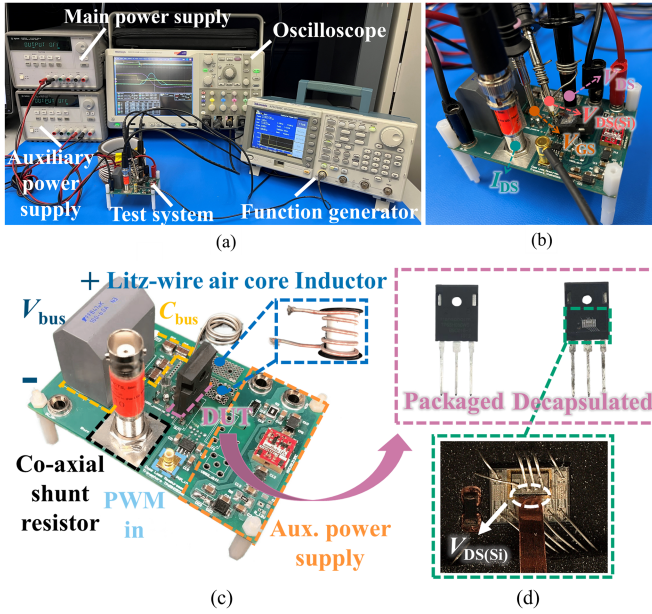 Main power supply
Oscilloscope
Auxiliary
power
supply
Test system
Function generator
(a)
V_DS
V_DS(Si)
V_GS
I_DS
(b)
+ Litz-wire air core Inductor
V_bus
C_bus
-
DUT
Co-axial
shunt
resistor
PWM
in
Aux. power
supply
(c)
Packaged Decapsulated
V_DS(Si)
(d)